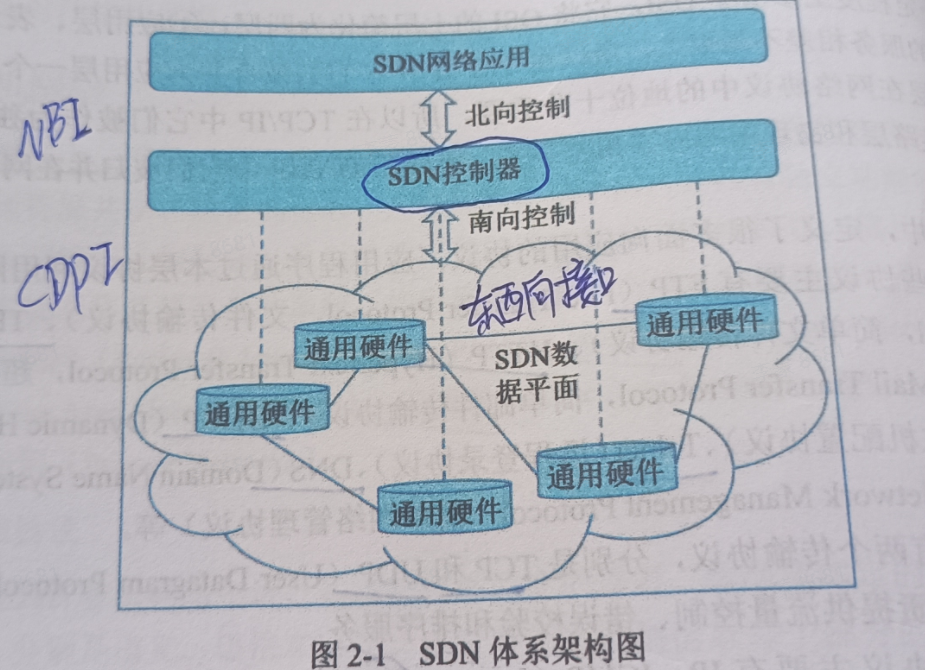 SDN网络应用
北向控制
NBI
SDN控制器
南向控制
CDPI
东西向接口
通用硬件
通用硬件
SDN数
据平面
通用硬件
通用硬件
通用硬件
图 2-1 SDN 体系架构图